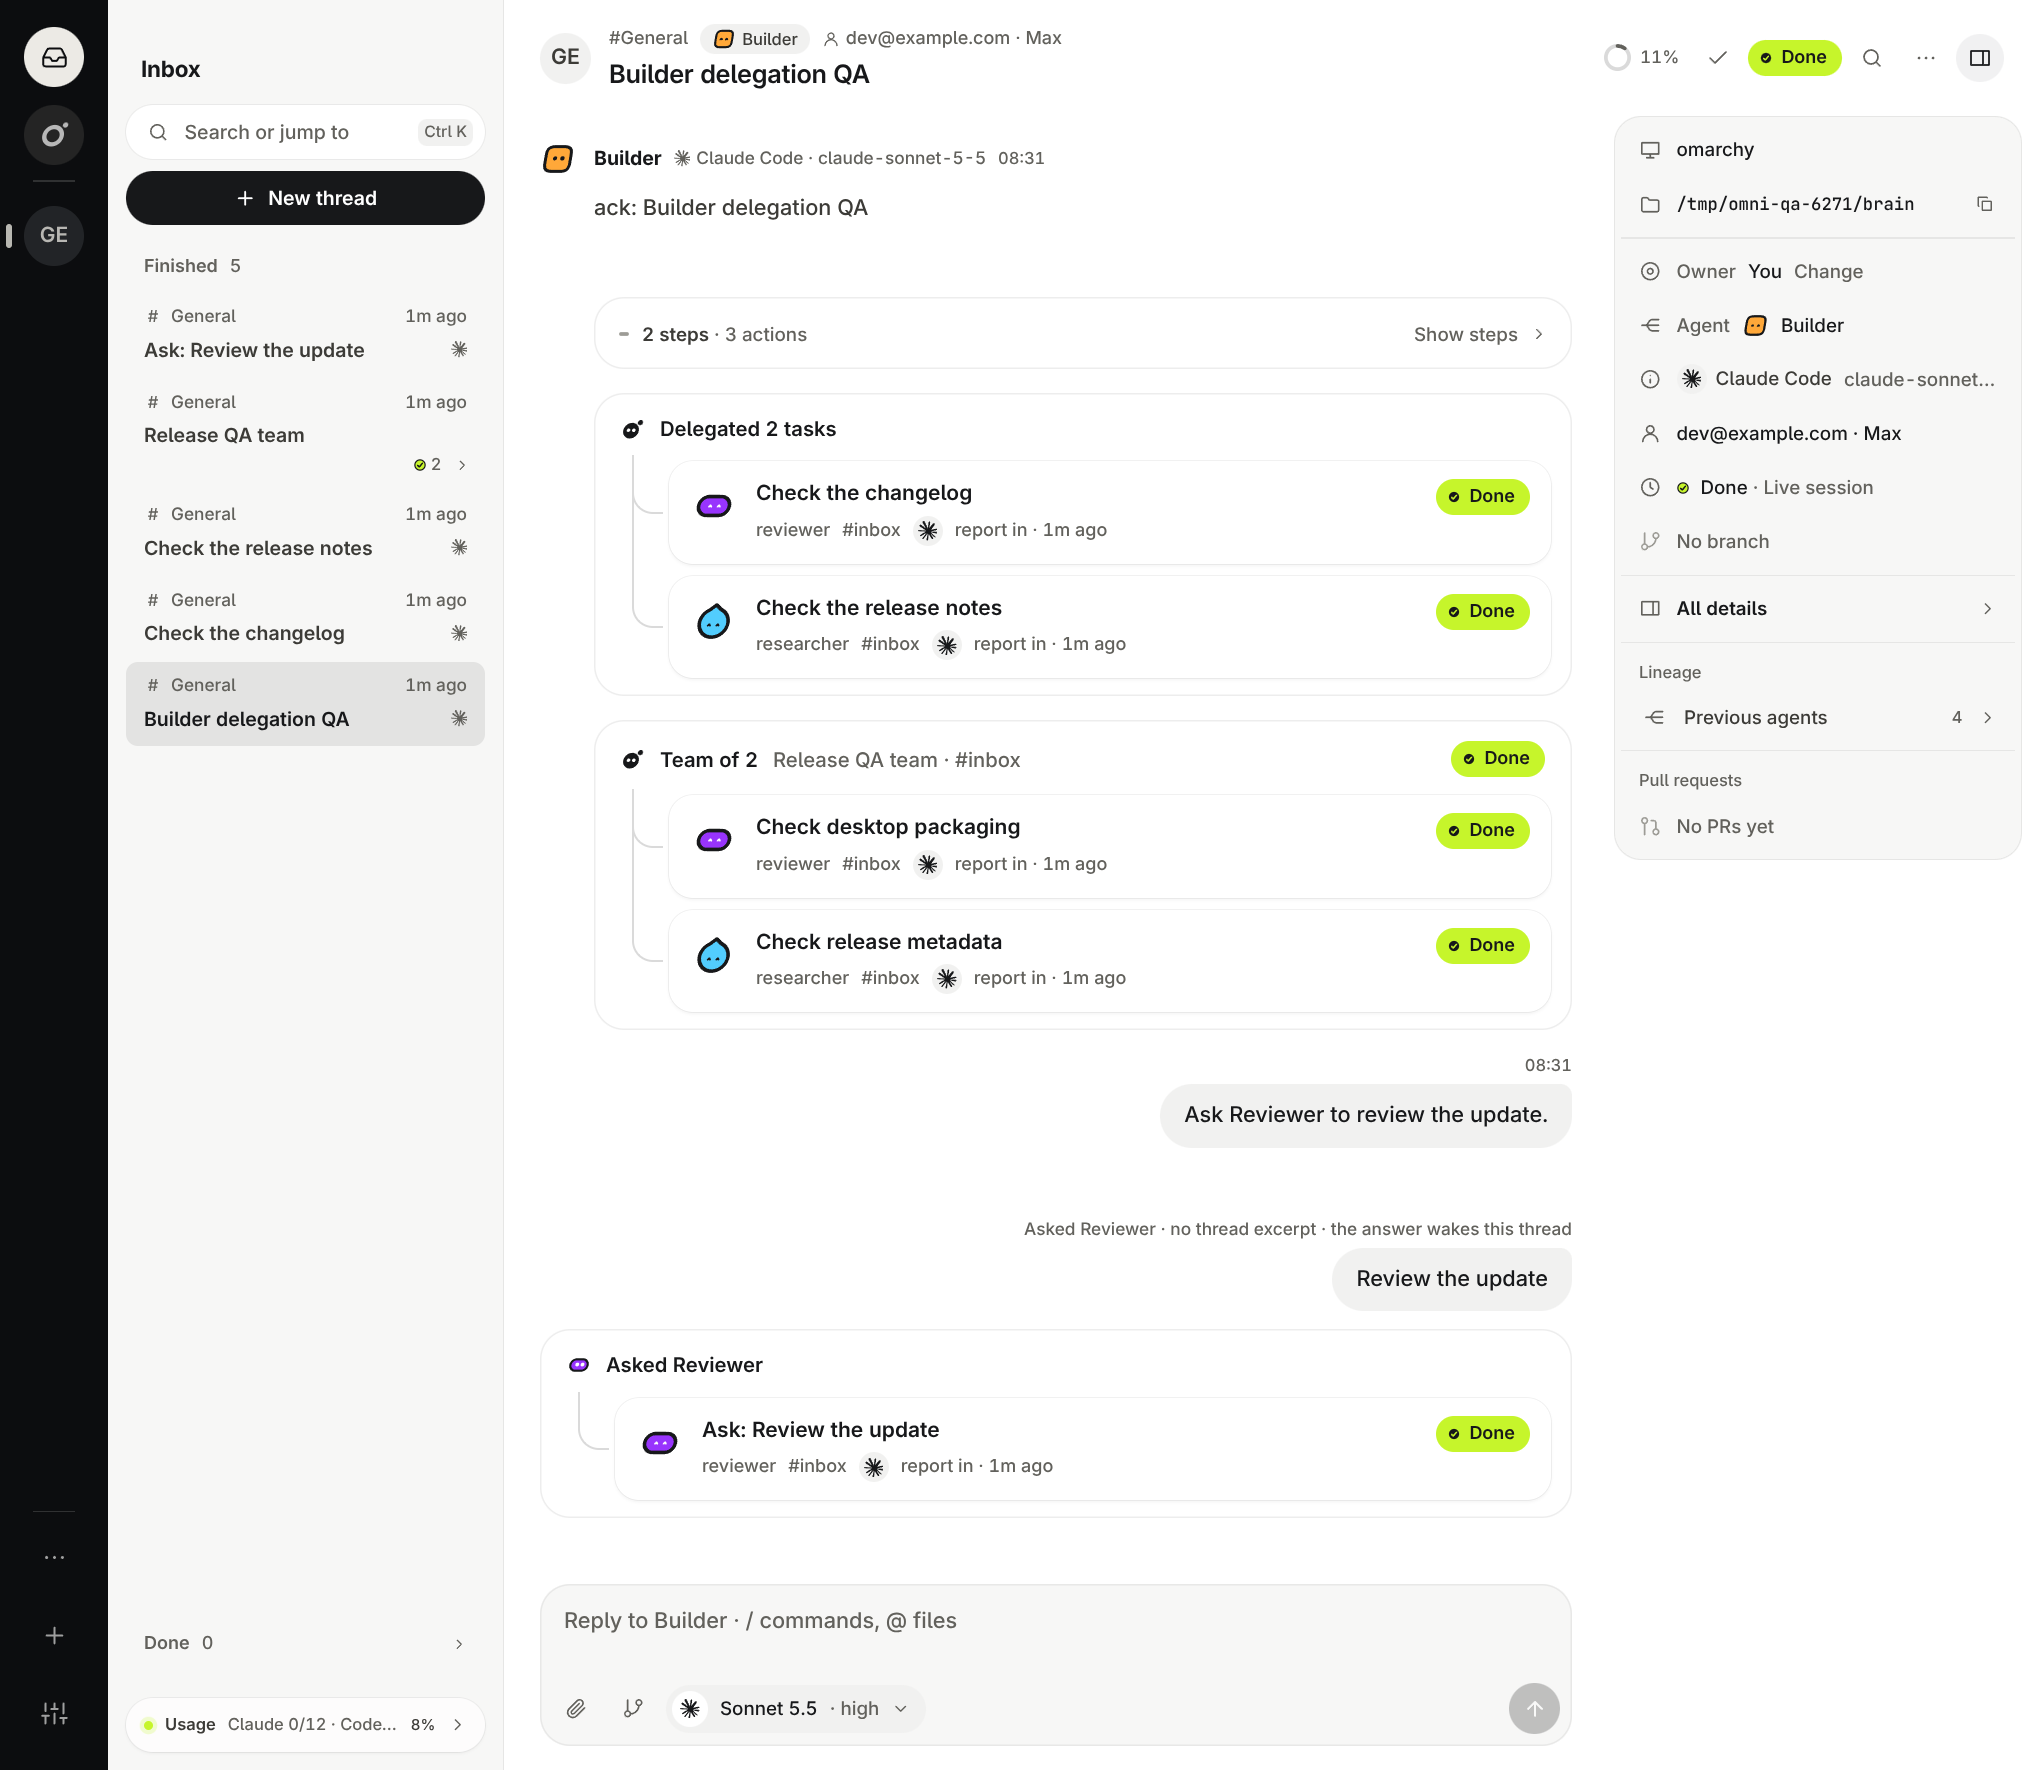 GE
Inbox
Search or jump to Ctrl K
+ New thread
Finished 5
# General 1m ago
Ask: Review the update
# General 1m ago
Release QA team
2
# General 1m ago
Check the release notes
# General 1m ago
Check the changelog
# General 1m ago
Builder delegation QA
Done 0
Usage Claude 0/12 · Code... 8%
GE
#General Builder dev@example.com · Max
Builder delegation QA
11% Done
Builder Claude Code · claude-sonnet-5-5 08:31
ack: Builder delegation QA
2 steps · 3 actions Show steps
Delegated 2 tasks
Check the changelog Done
reviewer #inbox report in · 1m ago
Check the release notes Done
researcher #inbox report in · 1m ago
Team of 2 Release QA team · #inbox Done
Check desktop packaging Done
reviewer #inbox report in · 1m ago
Check release metadata Done
researcher #inbox report in · 1m ago
08:31
Ask Reviewer to review the update.
Asked Reviewer · no thread excerpt · the answer wakes this thread
Review the update
Asked Reviewer
Ask: Review the update Done
reviewer #inbox report in · 1m ago
Reply to Builder · / commands, @ files
Sonnet 5.5 · high
omarchy
/tmp/omni-qa-6271/brain
Owner You Change
Agent Builder
Claude Code claude-sonnet...
dev@example.com · Max
Done · Live session
No branch
All details
Lineage
Previous agents 4
Pull requests
No PRs yet